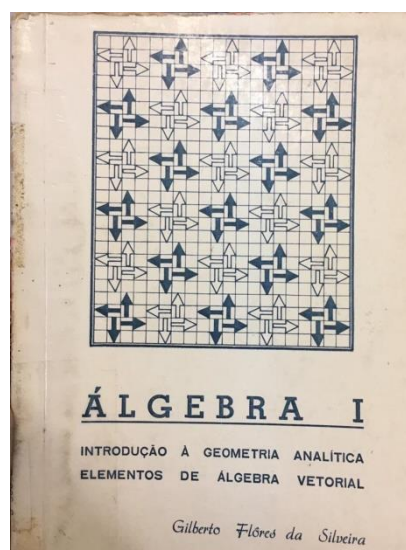 ÁLGEBRA I
INTRODUÇÃO À GEOMETRIA ANALÍTICA
ELEMENTOS DE ÁLGEBRA VETORIAL
Gilberto Flôres da Silveira